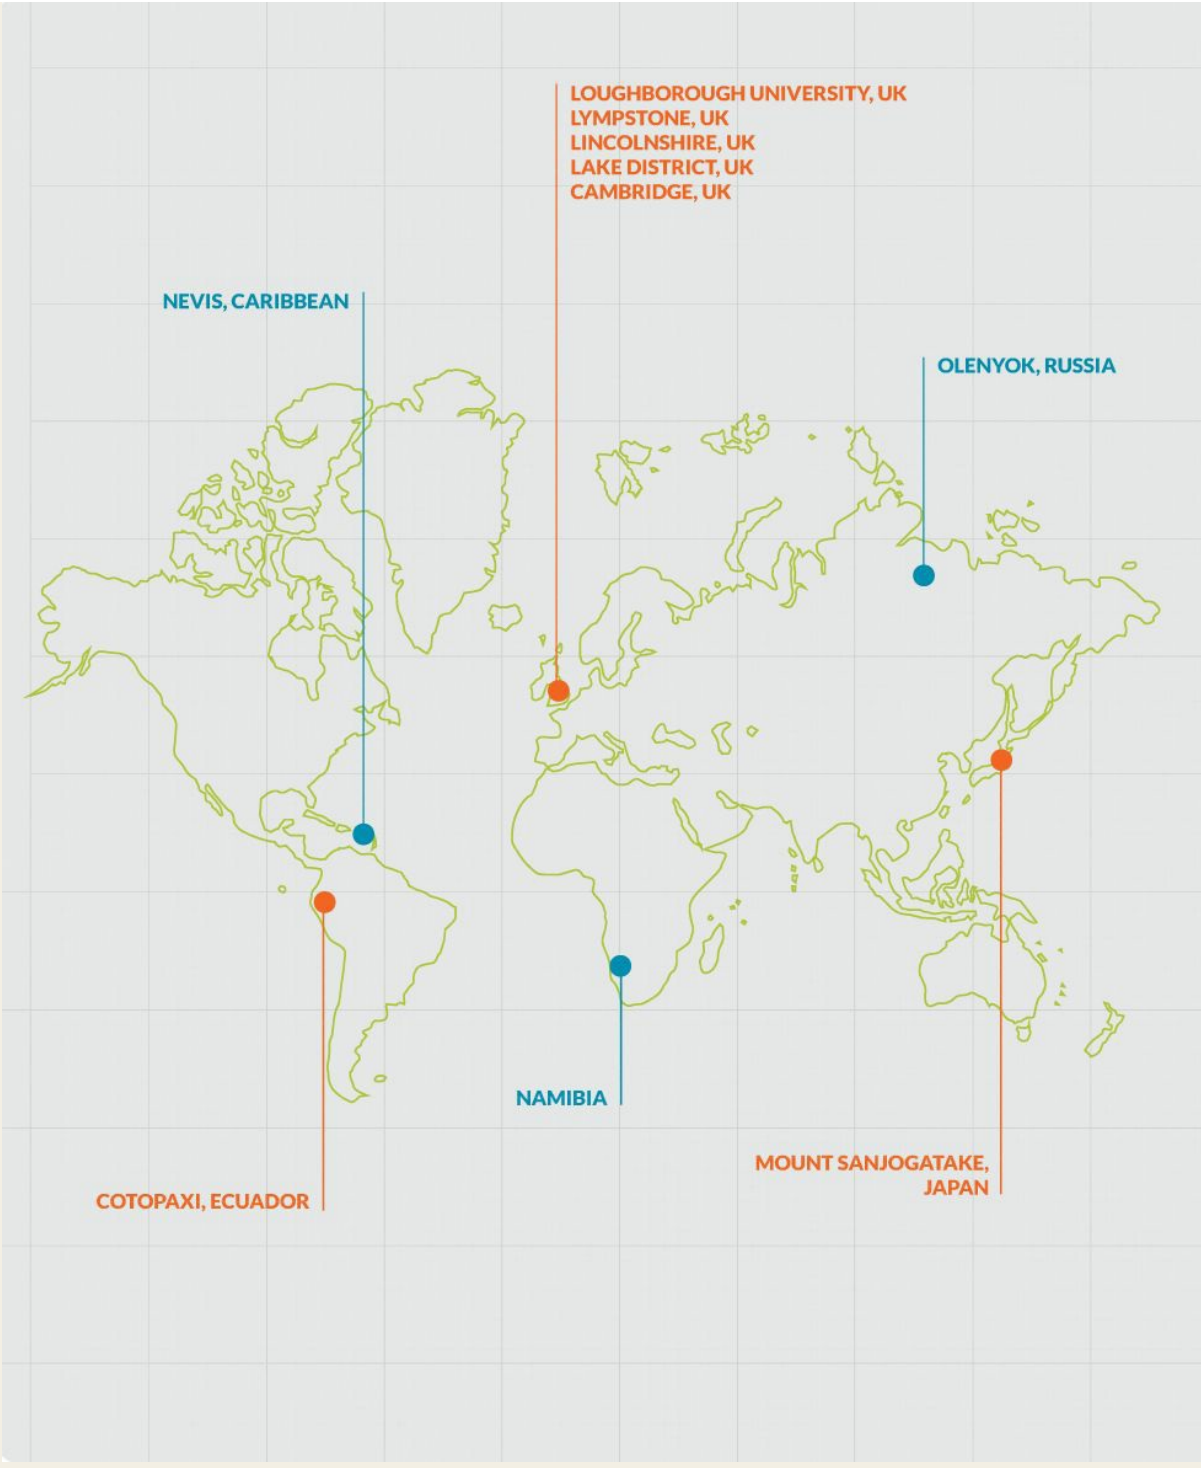 LOUGHBOROUGH UNIVERSITY, UK
LYMPSTONE, UK
LINCOLNSHIRE, UK
LAKE DISTRICT, UK
CAMBRIDGE, UK
NEVIS, CARIBBEAN
OLENYOK, RUSSIA
NAMIBIA
MOUNT SANJOGATAKE,
JAPAN
COTOPAXI, ECUADOR